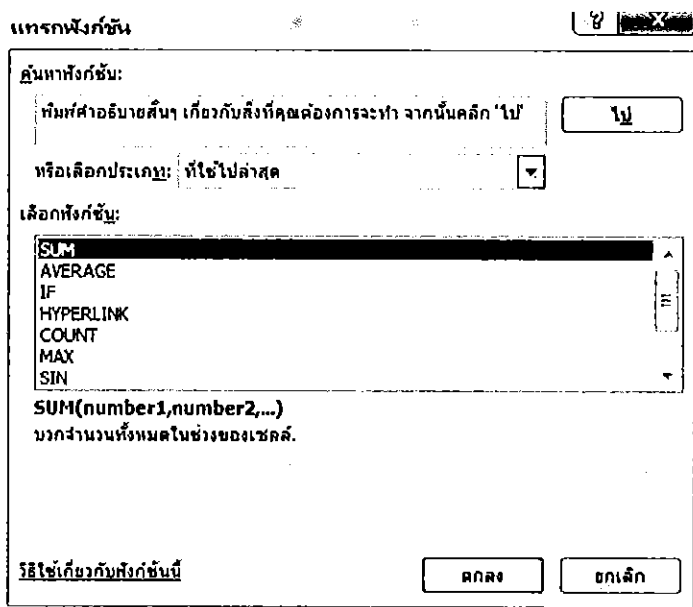 แทรกฟังก์ชัน
ค้นหาฟังก์ชัน:
พิมพ์คำอธิบายสั้นๆ เกี่ยวกับสิ่งที่คุณต้องการจะทำ จากนั้นคลิก 'ไป'
ไป
หรือเลือกประเภท: ที่ใช้ไปล่าสุด
เลือกฟังก์ชัน:
SUM
AVERAGE
IF
HYPERLINK
COUNT
MAX
SIN
SUM(number1,number2,...)
บวกจำนวนทั้งหมดในช่วงของเซลล์.
วิธีใช้เกี่ยวกับฟังก์ชันนี้
ตกลง
ยกเลิก